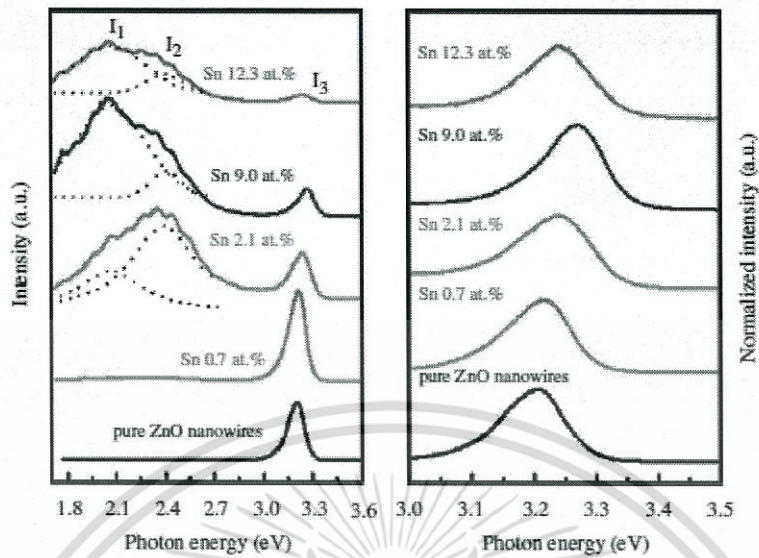 I1
I2
Sn 12.3 at.%
I3
Sn 9.0 at.%
Sn 2.1 at.%
Sn 0.7 at.%
pure ZnO nanowires
Intensity (a.u.)
1.8 2.1 2.4 2.7 3.0 3.3 3.6
Photon energy (eV)
Sn 12.3 at.%
Sn 9.0 at.%
Sn 2.1 at.%
Sn 0.7 at.%
pure ZnO nanowires
Normalized intensity (a.u.)
3.0 3.1 3.2 3.3 3.4 3.5
Photon energy (eV)